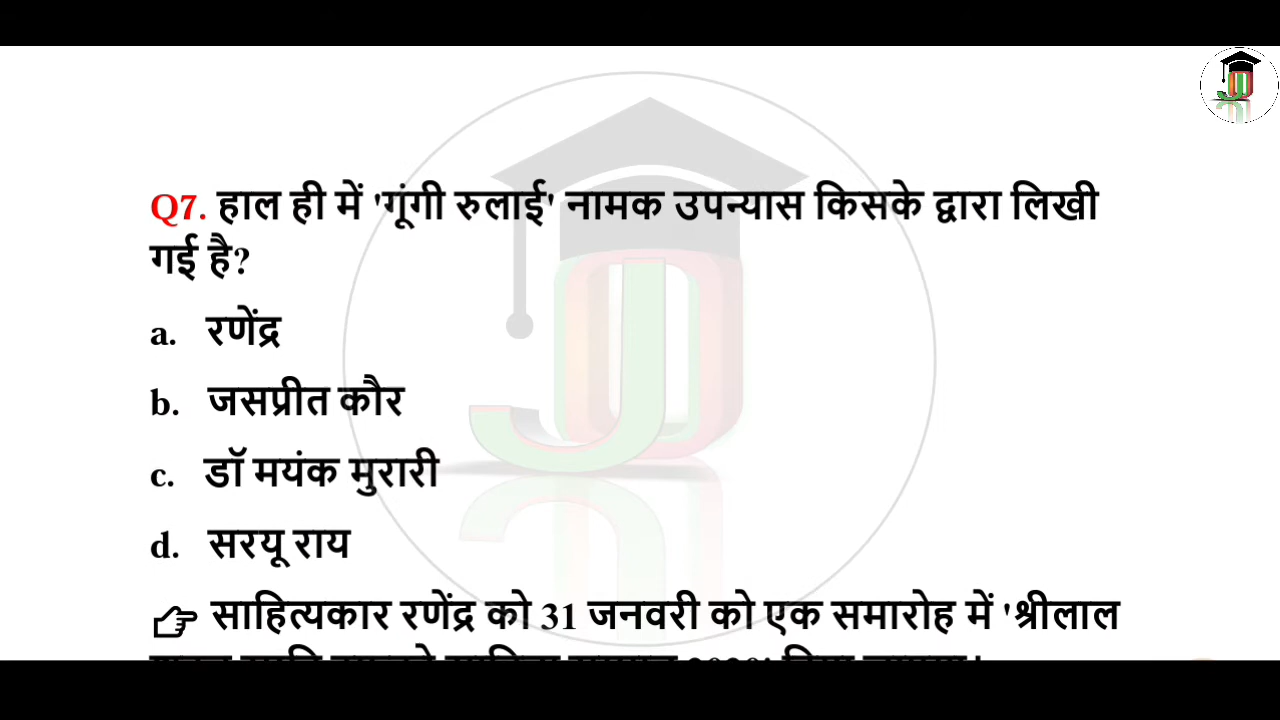 Q7. हाल ही में 'गूंगी रुलाई' नामक उपन्यास किसके द्वारा लिखी
गई है?
a. रणेंद्र
b. जसप्रीत कौर
c. डॉ मयंक मुरारी
d. सरयू राय
साहित्यकार रणेंद्र को 31 जनवरी को एक समारोह में 'श्रीलाल